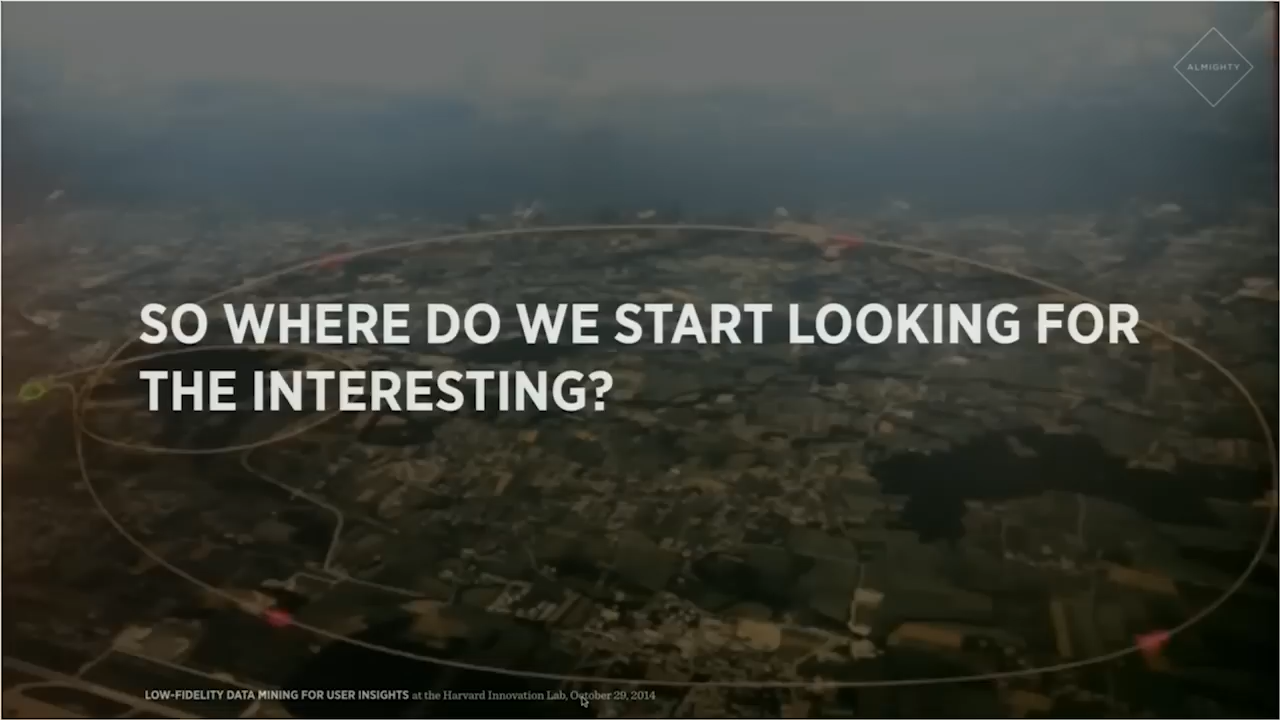 ALMIGHTY
SO WHERE DO WE START LOOKING FOR
THE INTERESTING?
LOW-FIDELITY DATA MINING FOR USER INSIGHTS at the Harvard Innovation Lab, October 29, 2014